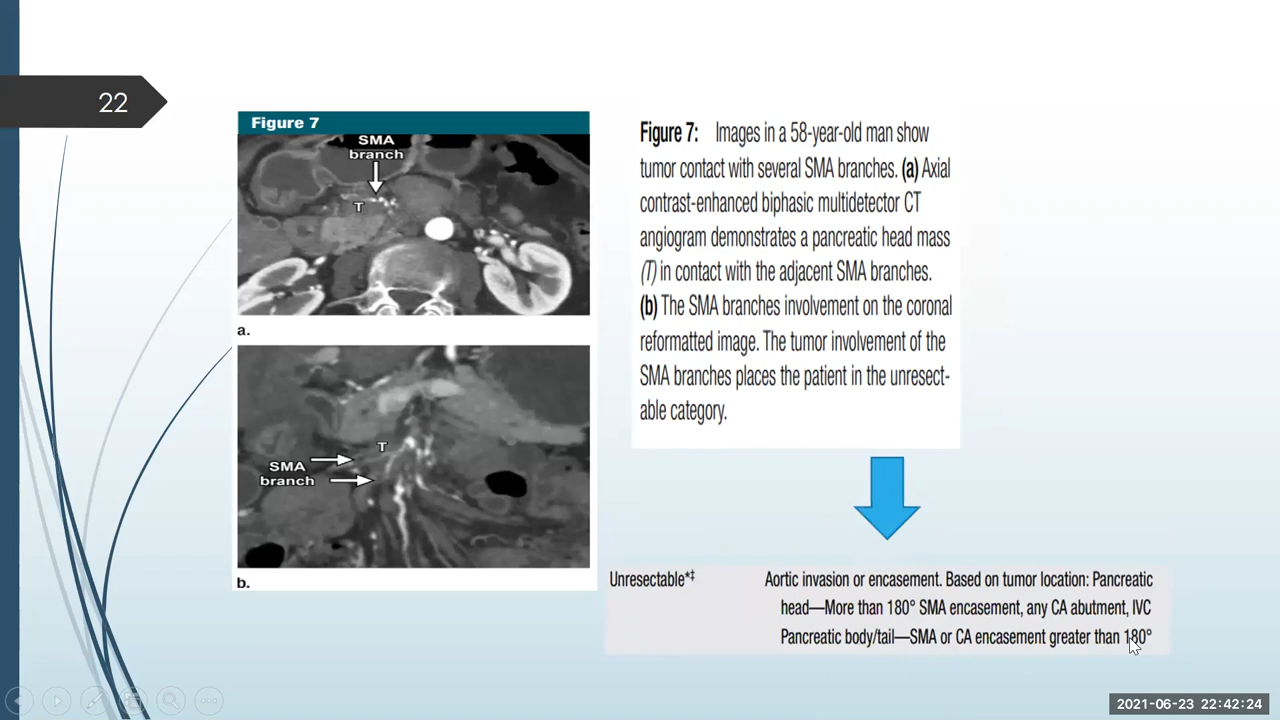 22
Figure 7
SMA
branch
T
a.
T
SMA
branch
b.
Figure 7: Images in a 58-year-old man show
tumor contact with several SMA branches. (a) Axial
contrast-enhanced biphasic multidetector CT
angiogram demonstrates a pancreatic head mass
(T) in contact with the adjacent SMA branches.
(b) The SMA branches involvement on the coronal
reformatted image. The tumor involvement of the
SMA branches places the patient in the unresect-
able category.
Unresectable*‡ Aortic invasion or encasement. Based on tumor location: Pancreatic
head—More than 180° SMA encasement, any CA abutment, IVC
Pancreatic body/tail—SMA or CA encasement greater than 180°
2021-06-23 22:42:24